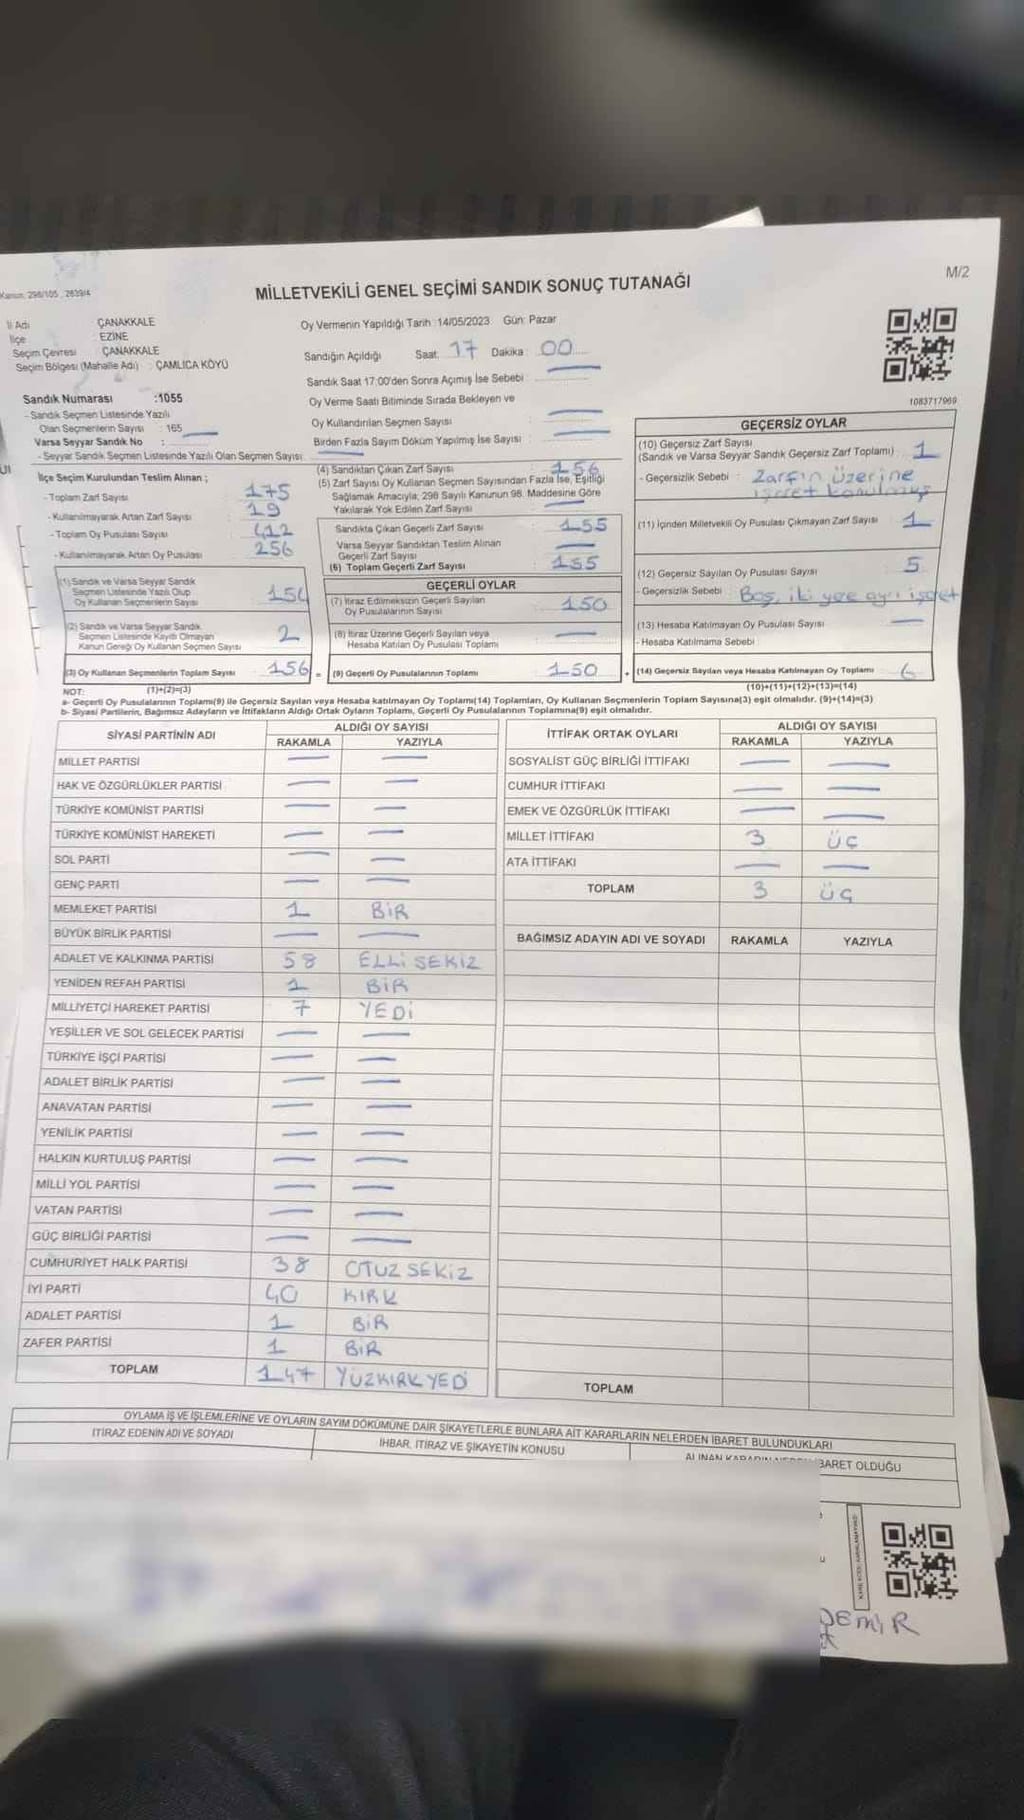 M/2
Kanun: 298/105 , 2839/4
MİLLETVEKİLİ GENEL SEÇİMİ SANDIK SONUÇ TUTANAĞI
İl Adı ÇANAKKALE
İlçe : EZINE
Seçim Çevresi : ÇANAKKALE
Seçim Bölgesi (Mahalle Adı) : ÇAMLICA KÖYÜ
Oy Vermenin Yapıldığı Tarih :14/05/2023 Gün: Pazar
Sandığın Açıldığı Saat: 17 Dakika : 00
Sandık Saat 17:00'den Sonra Açımış İse Sebebi :
Oy Verme Saati Bitiminde Sırada Bekleyen ve
Oy Kullandırılan Seçmen Sayısı :
Birden Fazla Sayım Döküm Yapılmış İse Sayısı :
1083717969
Sandık Numarası :1055
- Sandık Seçmen Listesinde Yazılı
Olan Seçmenlerin Sayısı : 165
Varsa Seyyar Sandık No :
- Seyyar Sandık Seçmen Listesinde Yazılı Olan Seçmen Sayısı:
İlçe Seçim Kurulundan Teslim Alınan ;
- Toplam Zarf Sayısı 175
- Kullanılmayarak Artan Zarf Sayısı 19
- Toplam Oy Pusulası Sayısı 412
- Kullanılmayarak Artan Oy Pusulası 256
(1) Sandık ve Varsa Seyyar Sandık
Seçmen Listesinde Yazılı Olup
Oy Kullanan Seçmenlerin Sayısı 154
(2) Sandık ve Varsa Seyyar Sandık
Seçmen Listesinde Kayıtlı Olmayan
Kanun Gereği Oy Kullanan Seçmen Sayısı 2
(3) Oy Kullanan Seçmenlerin Toplam Sayısı 156 =
(4) Sandıktan Çıkan Zarf Sayısı : 156
(5) Zarf Sayısı Oy Kullanan Seçmen Sayısından Fazla İse, Eşitliği
Sağlamak Amacıyla; 298 Sayılı Kanunun 98. Maddesine Göre
Yakılarak Yok Edilen Zarf Sayısı
Sandıkta Çıkan Geçerli Zarf Sayısı 155
Varsa Seyyar Sandıktan Teslim Alınan
Geçerli Zarf Sayısı
(6) Toplam Geçerli Zarf Sayısı 155
GEÇERLİ OYLAR
(7) İtiraz Edilmeksizin Geçerli Sayılan
Oy Pusulalarının Sayısı 150
(8) İtiraz Üzerine Geçerli Sayılan veya
Hesaba Katılan Oy Pusulası Toplamı
(9) Geçerli Oy Pusulalarının Toplamı 150 +
GEÇERSİZ OYLAR
(10) Geçersiz Zarf Sayısı
(Sandık ve Varsa Seyyar Sandık Geçersiz Zarf Toplamı) : 1
- Geçersizlik Sebebi : Zarfın üzerine
işaret konulmuş
(11) İçinden Milletvekili Oy Pusulası Çıkmayan Zarf Sayısı : 1
(12) Geçersiz Sayılan Oy Pusulası Sayısı : 5
- Geçersizlik Sebebi : Boş, iki yere ayrı işaret
(13) Hesaba Katılmayan Oy Pusulası Sayısı :
- Hesaba Katılmama Sebebi :
(14) Geçersiz Sayılan veya Hesaba Katılmayan Oy Toplamı
NOT: (1)+(2)=(3)
(10)+(11)+(12)+(13)=(14)
a- Geçerli Oy Pusulalarının Toplamı(9) ile Geçersiz Sayılan veya Hesaba katılmayan Oy Toplamı(14) Toplamları, Oy Kullanan Seçmenlerin Toplam Sayısına(3) eşit olmalıdır. (9)+(14)=(3)
b- Siyasi Partilerin, Bağımsız Adayların ve İttifakların Aldığı Ortak Oyların Toplamı, Geçerli Oy Pusulalarının Toplamına(9) eşit olmalıdır.
SİYASİ PARTİNİN ADI ALDIĞI OY SAYISI
RAKAMLA YAZIYLA
MİLLET PARTİSİ
HAK VE ÖZGÜRLÜKLER PARTİSİ
TÜRKİYE KOMÜNİST PARTİSİ
TÜRKİYE KOMÜNİST HAREKETİ
SOL PARTİ
GENÇ PARTİ
MEMLEKET PARTİSİ 1 BİR
BÜYÜK BİRLİK PARTİSİ
ADALET VE KALKINMA PARTİSİ 58 ELLİ SEKİZ
YENİDEN REFAH PARTİSİ 1 BİR
MİLLİYETÇİ HAREKET PARTİSİ 7 YEDİ
YEŞİLLER VE SOL GELECEK PARTİSİ
TÜRKİYE İŞÇİ PARTİSİ
ADALET BİRLİK PARTİSİ
ANAVATAN PARTİSİ
YENİLİK PARTİSİ
HALKIN KURTULUŞ PARTİSİ
MİLLİ YOL PARTİSİ
VATAN PARTİSİ
GÜÇ BİRLİĞİ PARTİSİ
CUMHURİYET HALK PARTİSİ 38 OTUZ SEKİZ
İYİ PARTİ 40 KIRK
ADALET PARTİSİ 1 BİR
ZAFER PARTİSİ 1 BİR
TOPLAM 147 YÜZKIRK YEDİ
İTTİFAK ORTAK OYLARI ALDIĞI OY SAYISI
RAKAMLA YAZIYLA
SOSYALİST GÜÇ BİRLİĞİ İTTİFAKI
CUMHUR İTTİFAKI
EMEK VE ÖZGÜRLÜK İTTİFAKI
MİLLET İTTİFAKI 3 ÜÇ
ATA İTTİFAKI
TOPLAM 3 ÜÇ
BAĞIMSIZ ADAYIN ADI VE SOYADI RAKAMLA YAZIYLA
TOPLAM
OYLAMA İŞ VE İŞLEMLERİNE VE OYLARIN SAYIM DÖKÜMÜNE DAİR ŞİKAYETLERLE BUNLARA AİT KARARLARIN NELERDEN İBARET BULUNDUKLARI
İTİRAZ EDENİN ADI VE SOYADI İHBAR, İTİRAZ VE ŞİKAYETİN KONUSU
BARET OLDUĞU
DEMİR